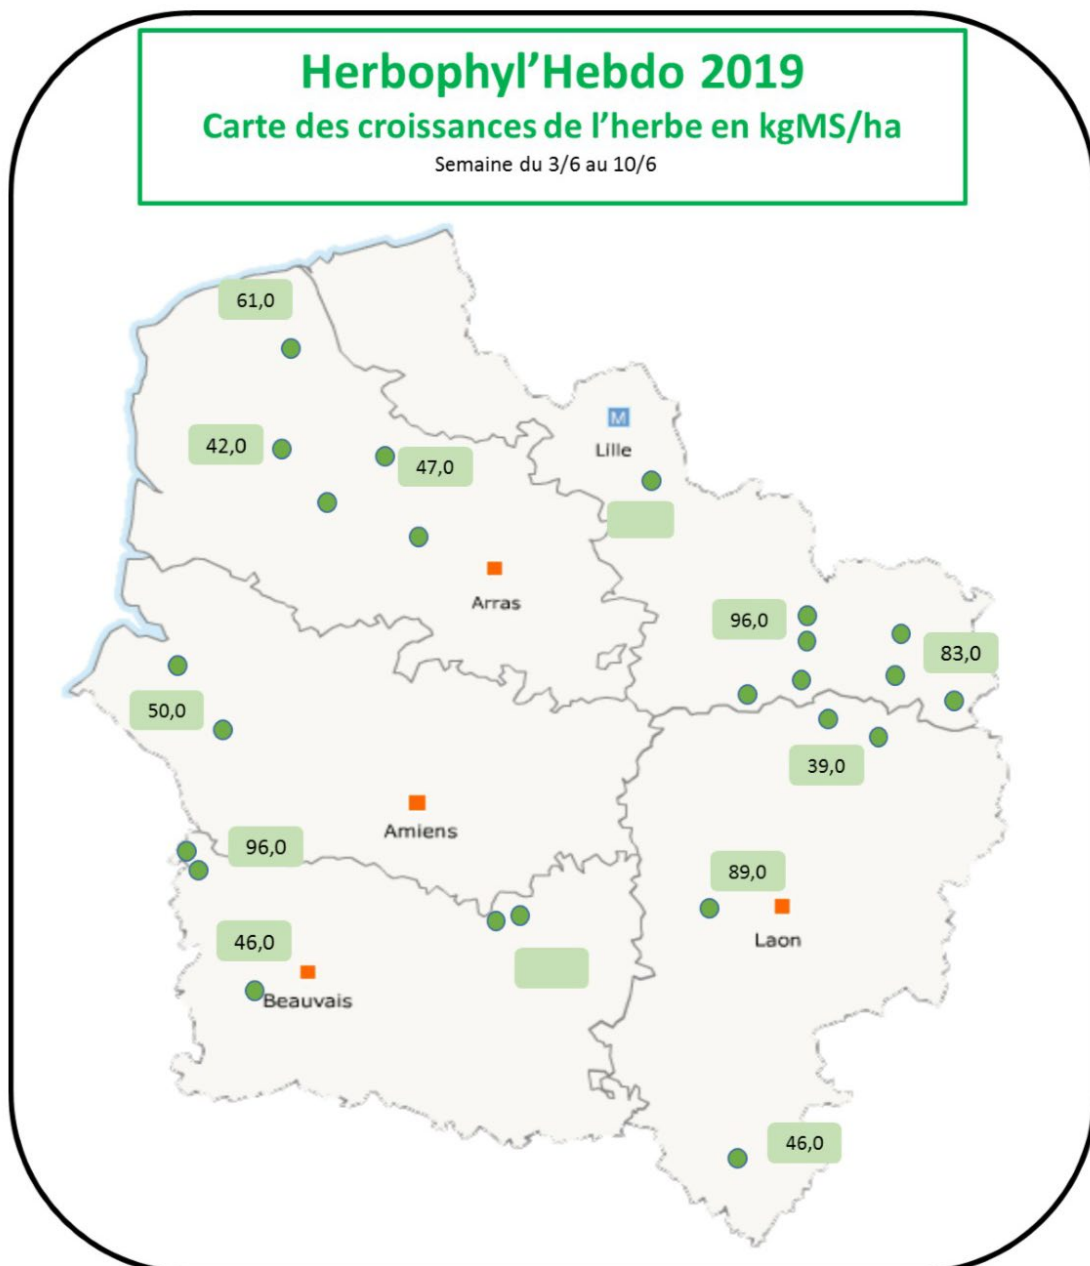 Herbophyl’Hebdo 2019
Carte des croissances de l’herbe en kgMS/ha
Semaine du 3/6 au 10/6
61,0
M
42,0
Lille
47,0
Arras
96,0
83,0
50,0
39,0
Amiens
96,0
89,0
46,0
Laon
Beauvais
46,0